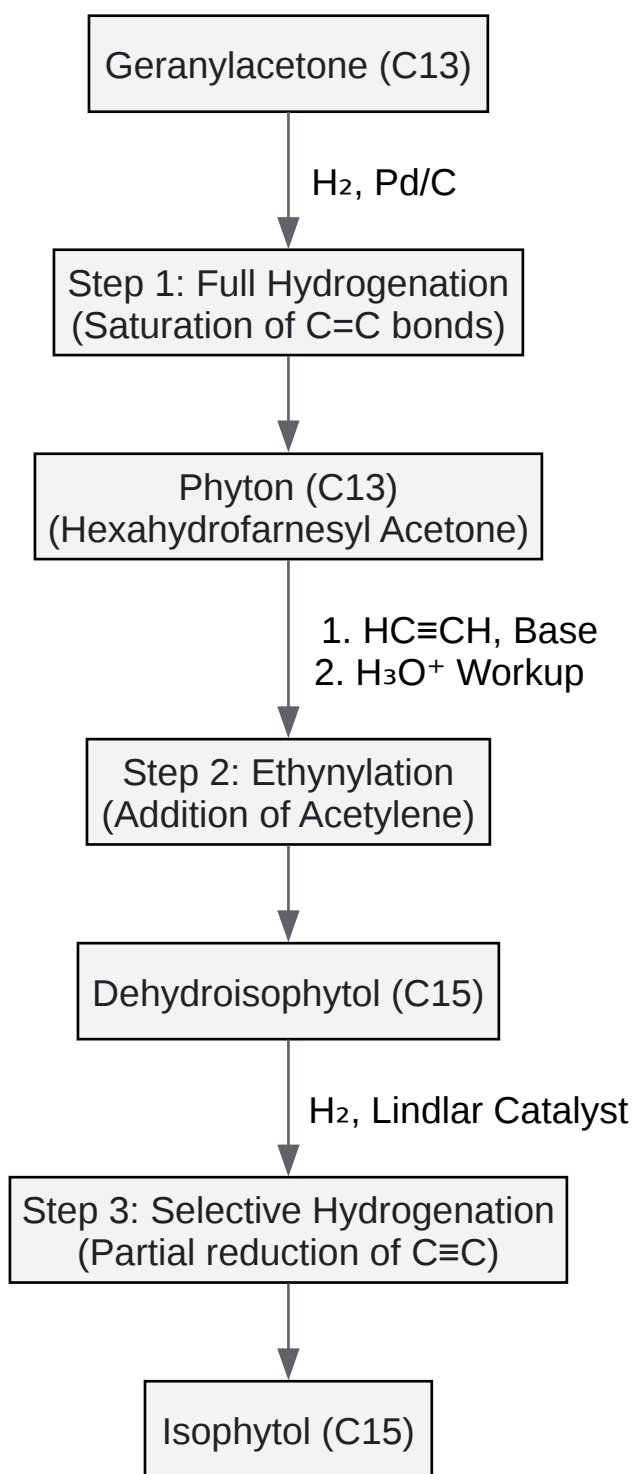 Geranylacetone (C13)
H₂, Pd/C
Step 1: Full Hydrogenation
(Saturation of C=C bonds)
Phyton (C13)
(Hexahydrofarnesyl Acetone)
1. HC≡CH, Base
2. H₃O⁺ Workup
Step 2: Ethynylation
(Addition of Acetylene)
Dehydroisophytol (C15)
H₂, Lindlar Catalyst
Step 3: Selective Hydrogenation
(Partial reduction of C≡C)
Isophytol (C15)